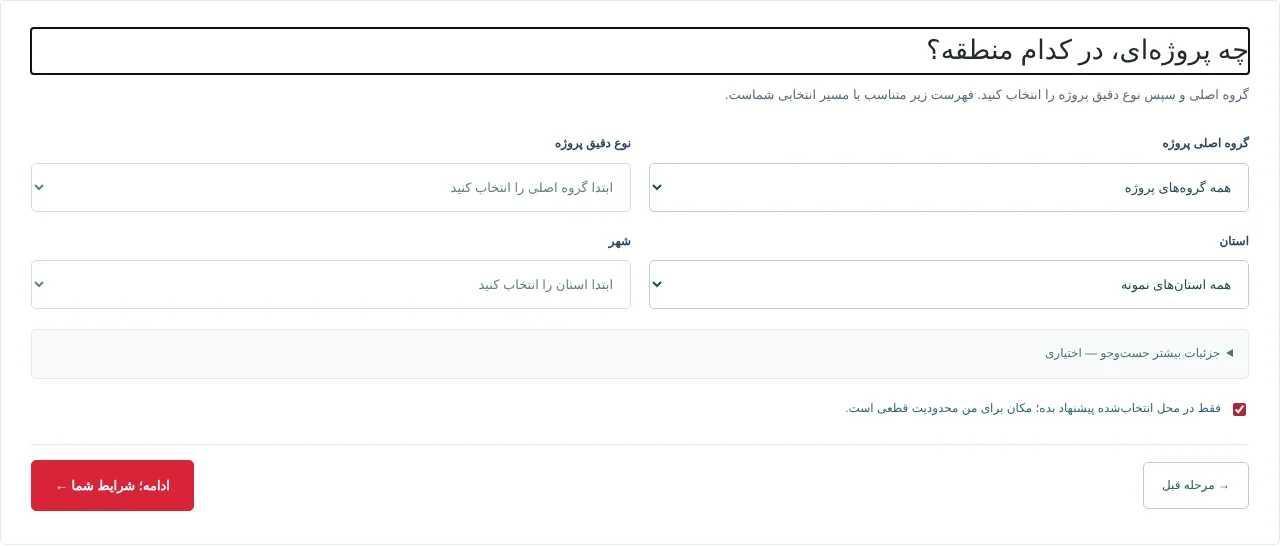 چه پروژه‌ای، در کدام منطقه؟
گروه اصلی و سپس نوع دقیق پروژه را انتخاب کنید. فهرست زیر متناسب با مسیر انتخابی شماست.
گروه اصلی پروژه
نوع دقیق پروژه
همه گروه‌های پروژه
ابتدا گروه اصلی را انتخاب کنید
استان
شهر
همه استان‌های نمونه
ابتدا استان را انتخاب کنید
جزئیات بیشتر جست‌وجو — اختیاری
فقط در محل انتخاب‌شده پیشنهاد بده؛ مکان برای من محدودیت قطعی است.
→ مرحله قبل
ادامه؛ شرایط شما ←